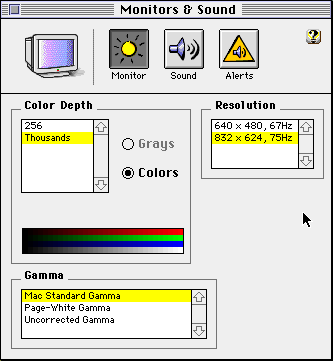 Monitors & Sound
?
Monitor
Sound
Alerts
Color Depth
256
Thousands
Grays
Colors
Resolution
640 x 480, 67Hz
832 x 624, 75Hz
Gamma
Mac Standard Gamma
Page-White Gamma
Uncorrected Gamma